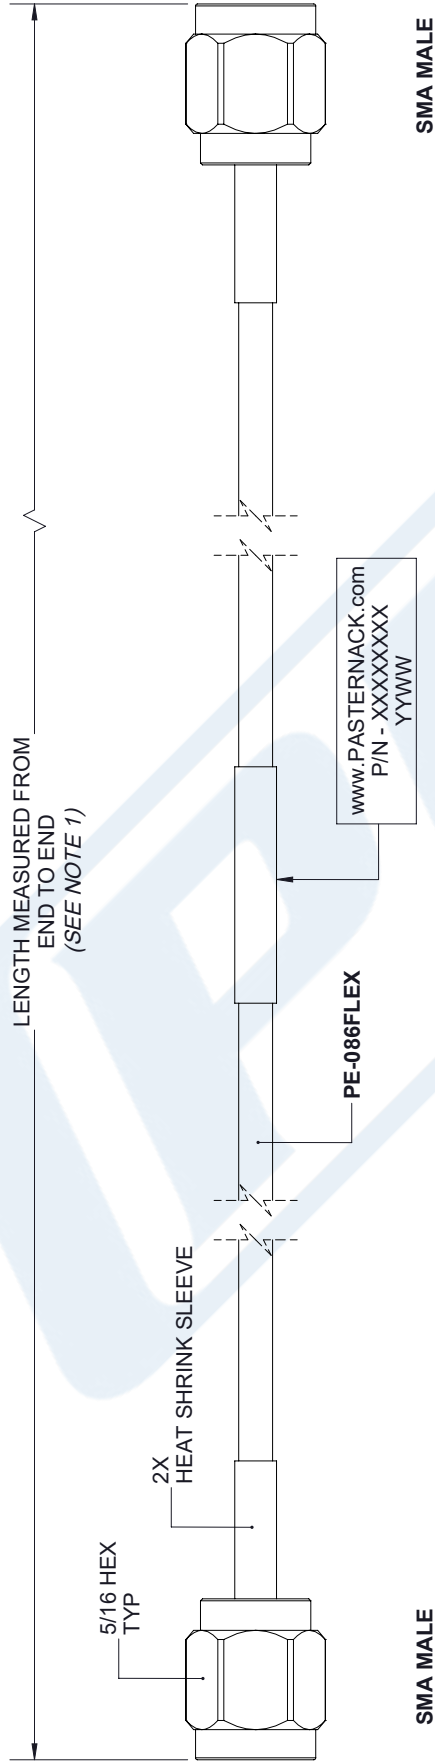 LENGTH MEASURED FROM
END TO END
(SEE NOTE 1)
5/16 HEX
TYP
2X
HEAT SHRINK SLEEVE
PE-086FLEX
www.PASTERNACK.com
P/N - XXXXXXXX
YYWW
SMA MALE
SMA MALE